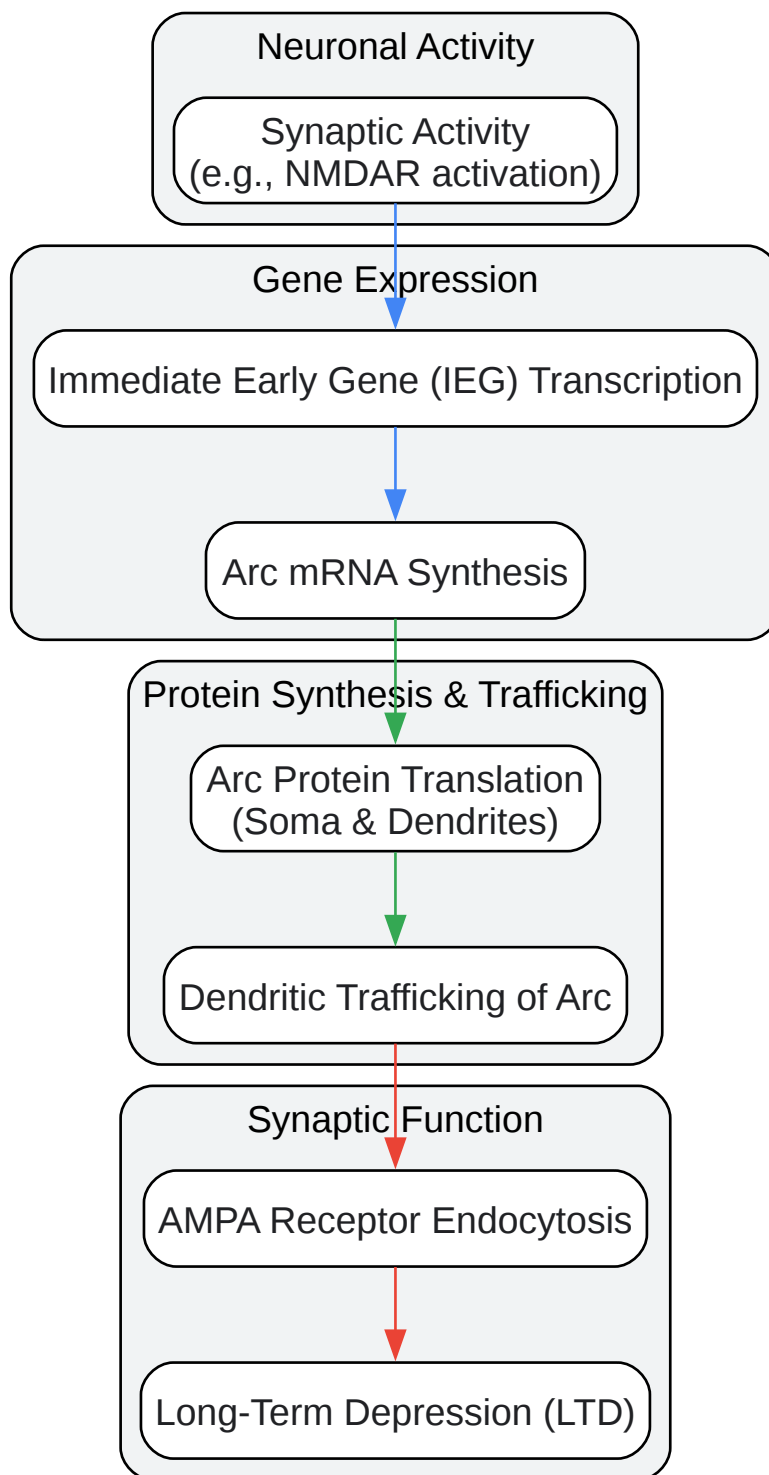 Neuronal Activity
Synaptic Activity
(e.g., NMDAR activation)
Gene Expression
Immediate Early Gene (IEG) Transcription
Arc mRNA Synthesis
Protein Synthesis & Trafficking
Arc Protein Translation
(Soma & Dendrites)
Dendritic Trafficking of Arc
Synaptic Function
AMPA Receptor Endocytosis
Long-Term Depression (LTD)